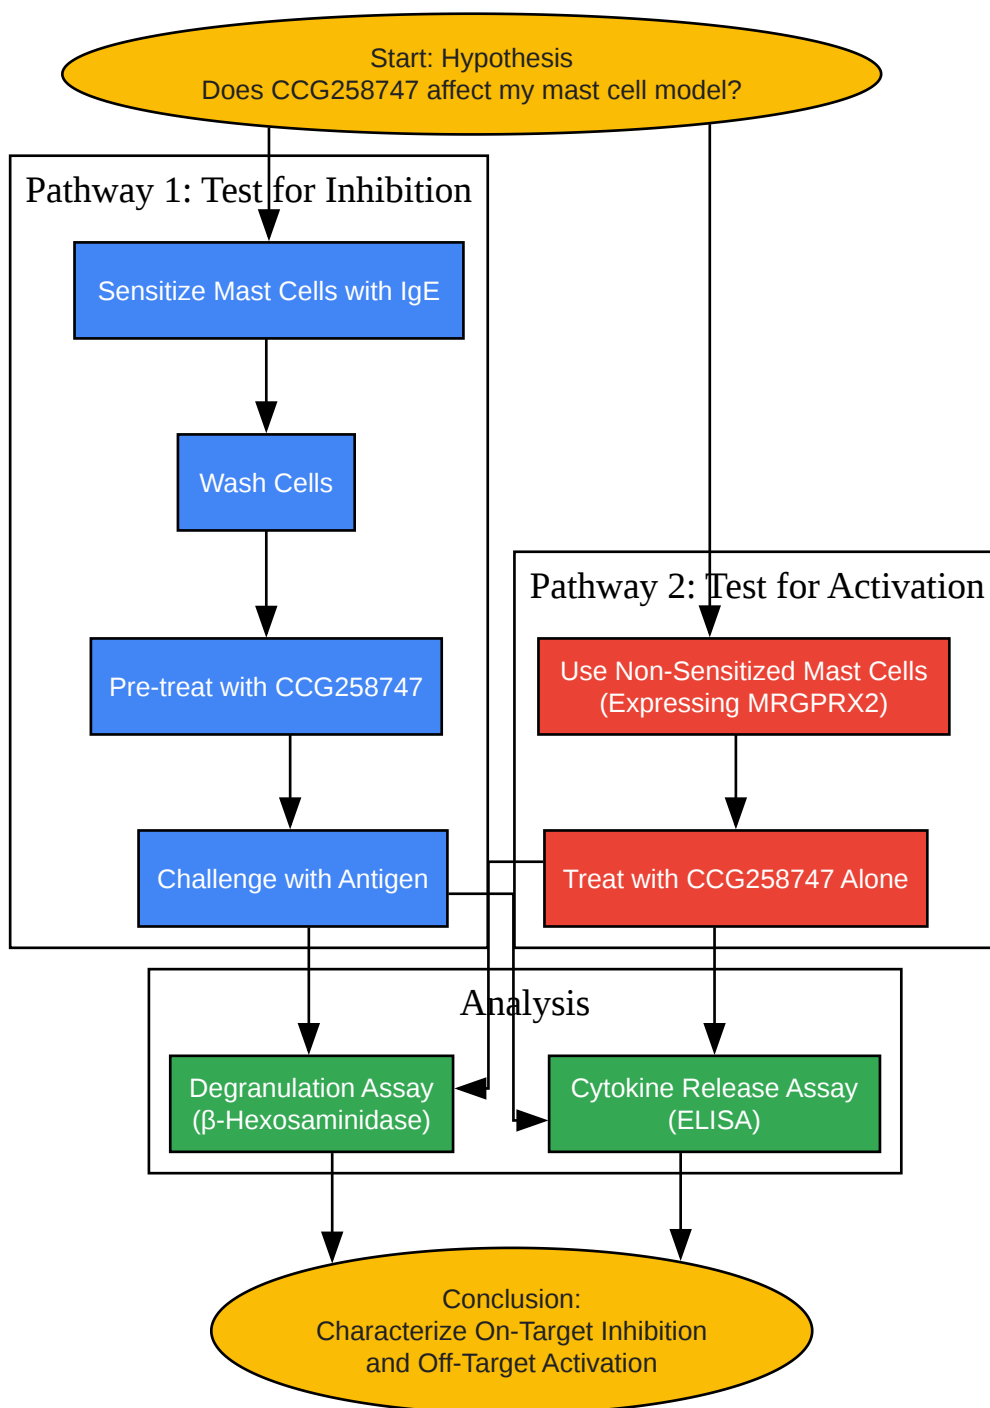 Start: Hypothesis
Does CCG258747 affect my mast cell model?
Pathway 1: Test for Inhibition
Sensitize Mast Cells with IgE
Wash Cells
Pre-treat with CCG258747
Challenge with Antigen
Pathway 2: Test for Activation
Use Non-Sensitized Mast Cells
(Expressing MRGPRX2)
Treat with CCG258747 Alone
Analysis
Degranulation Assay
(β-Hexosaminidase)
Cytokine Release Assay
(ELISA)
Conclusion:
Characterize On-Target Inhibition
and Off-Target Activation